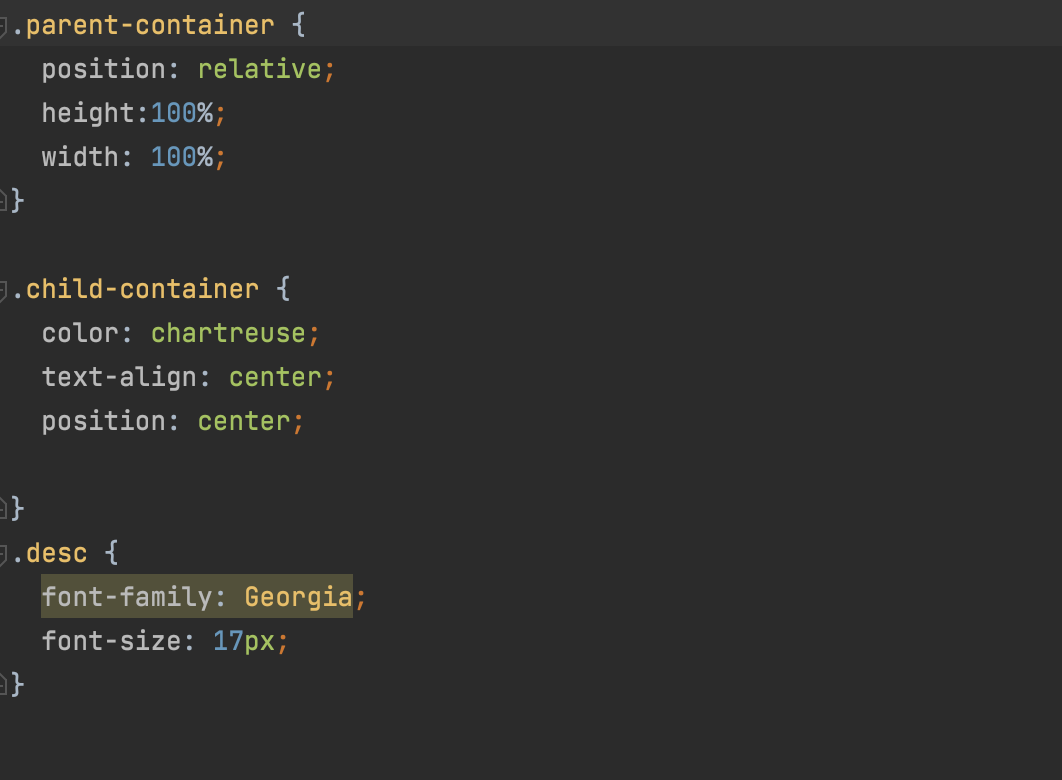 .parent-container {
  position: relative;
  height:100%;
  width: 100%;
}
.child-container {
  color: chartreuse;
  text-align: center;
  position: center;
}
.desc {
  font-family: Georgia;
  font-size: 17px;
}